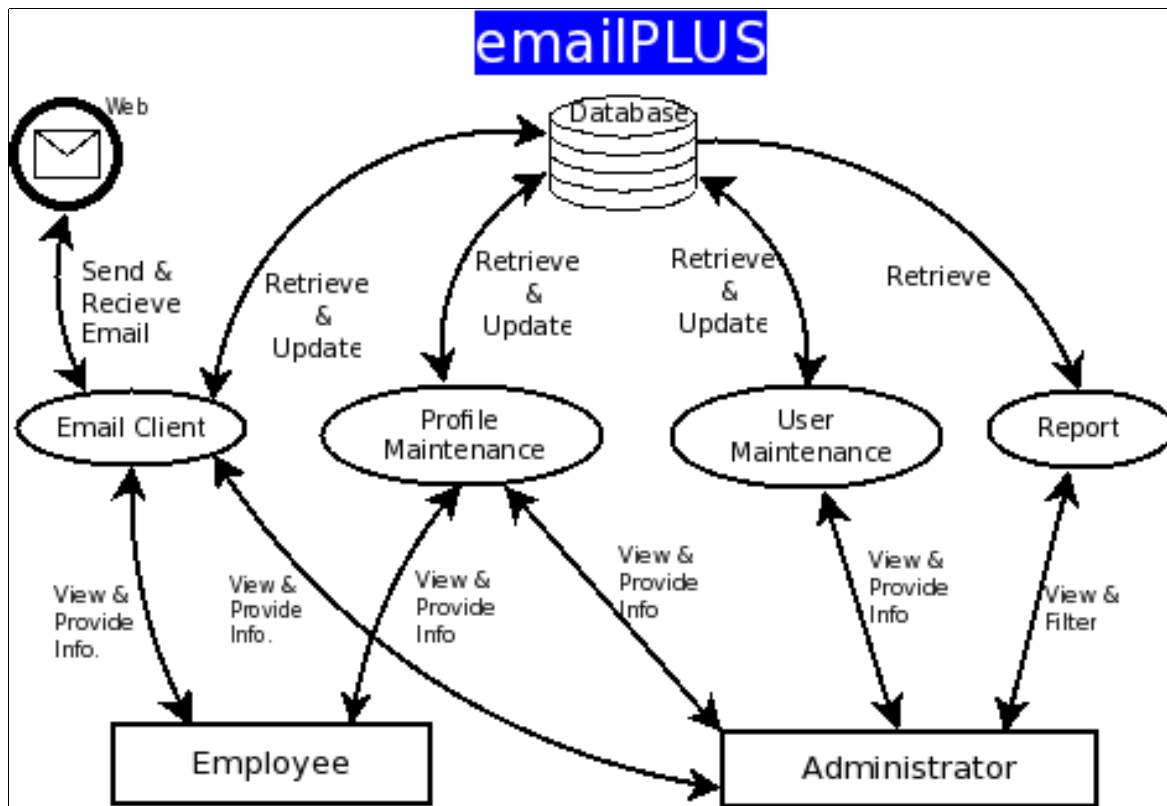 emailPLUS
Web
Database
Send &
Recieve
Email
Retrieve
&
Update
Retrieve
&
Update
Retrieve
&
Update
Retrieve
Email Client
Profile
Maintenance
User
Maintenance
Report
View &
Provide
Info.
View &
Provide
Info.
View &
Provide
Info
View &
Provide
Info
View &
Provide
Info
View &
Filter
Employee
Administrator